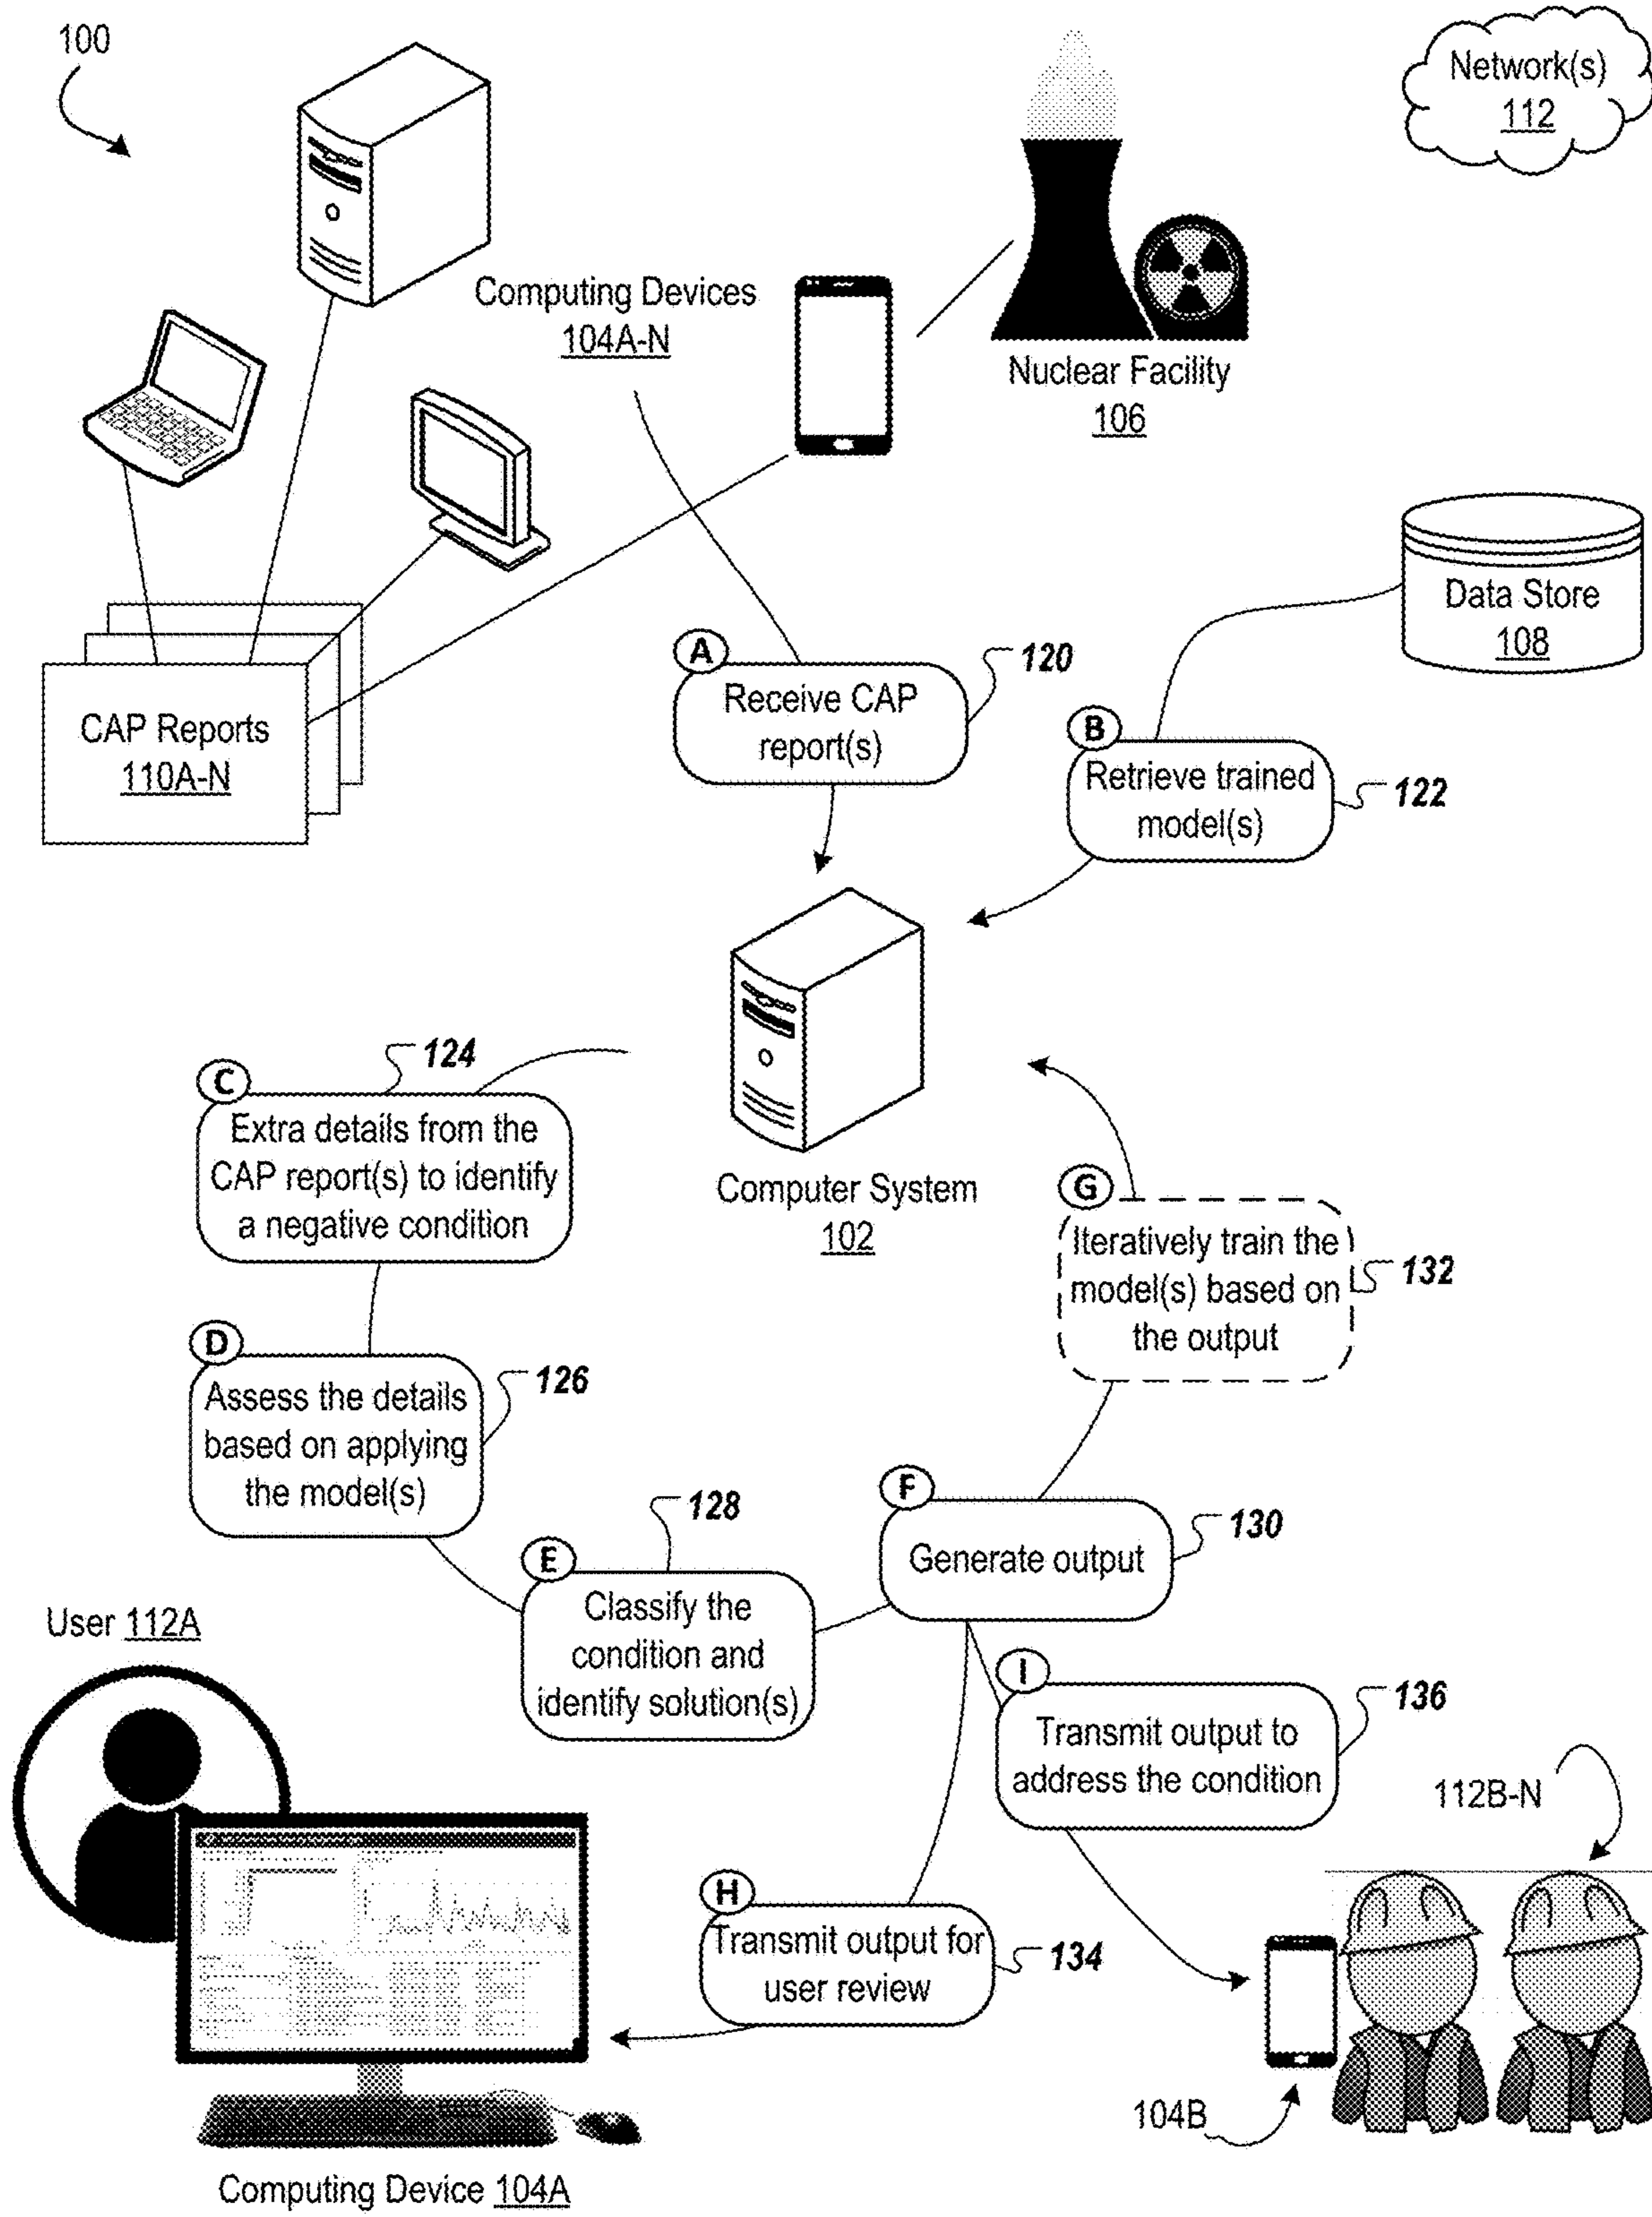 100
Network(s)
112
Computing Devices
104A-N
Nuclear Facility
106
Data Store
108
CAP Reports
110A-N
A
Receive CAP
report(s)
120
B
Retrieve trained
model(s)
122
Computer System
102
C
Extra details from the
CAP report(s) to identify
a negative condition
124
D
Assess the details
based on applying
the model(s)
126
E
Classify the
condition and
identify solution(s)
128
F
Generate output
130
G
Iteratively train the
model(s) based on
the output
132
H
Transmit output for
user review
134
I
Transmit output to
address the condition
136
User 112A
Computing Device 104A
112B-N
104B